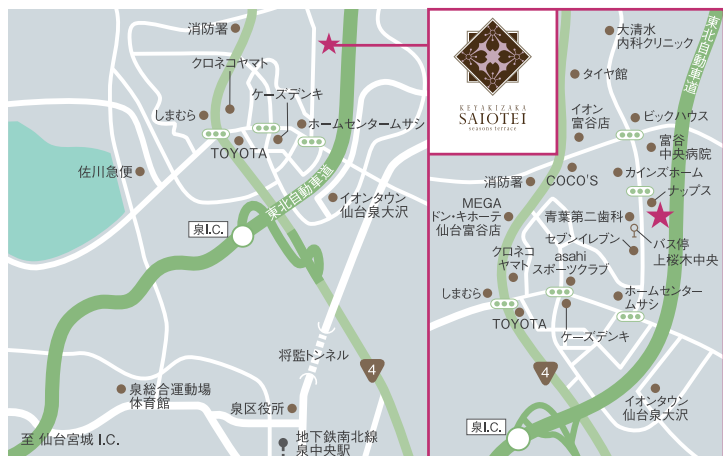 消防署
クロネコヤマト
ケーズデンキ
しまむら
ホームセンタームサシ
TOYOTA
佐川急便
東北自動車道
イオンタウン
仙台泉大沢
泉I.C.
将監トンネル
4
泉総合運動場
体育館
泉区役所
至 仙台宮城 I.C.
地下鉄南北線
泉中央駅
KEYAKIZAKA
SAIOTEI
seasons terrace
大清水
内科クリニック
東北自動車道
タイヤ館
イオン
富谷店
ビックハウス
富谷
中央病院
COCO'S
カインズホーム
消防署
ナップス
MEGA
ドン・キホーテ
仙台富谷店
青葉第二歯科
セブンイレブン
バス停
上桜木中央
クロネコ
ヤマト
asahi
スポーツクラブ
しまむら
ホームセンター
ムサシ
TOYOTA
ケーズデンキ
4
イオンタウン
仙台泉大沢
泉I.C.